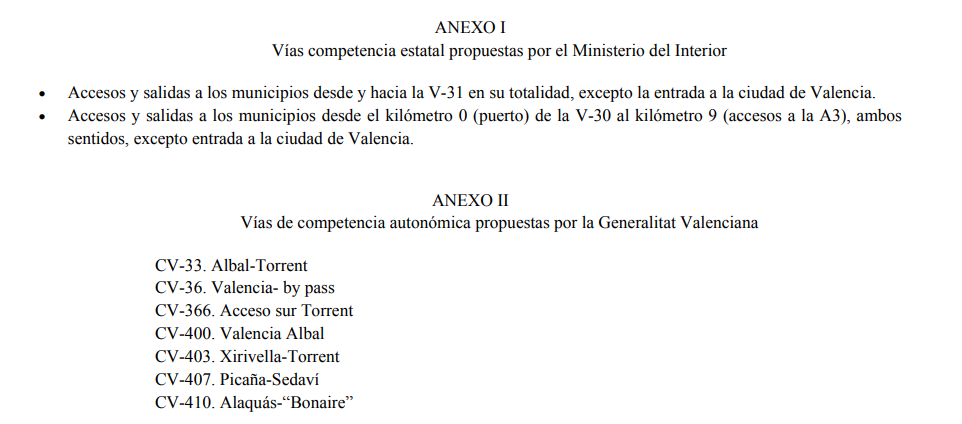 ANEXO I
Vías competencia estatal propuestas por el Ministerio del Interior
• Accesos y salidas a los municipios desde y hacia la V-31 en su totalidad, excepto la entrada a la ciudad de Valencia.
• Accesos y salidas a los municipios desde el kilómetro 0 (puerto) de la V-30 al kilómetro 9 (accesos a la A3), ambos
sentidos, excepto entrada a la ciudad de Valencia.
ANEXO II
Vías de competencia autonómica propuestas por la Generalitat Valenciana
CV-33. Albal-Torrent
CV-36. Valencia- by pass
CV-366. Acceso sur Torrent
CV-400. Valencia Albal
CV-403. Xirivella-Torrent
CV-407. Picaña-Sedaví
CV-410. Alaquás-“Bonaire”